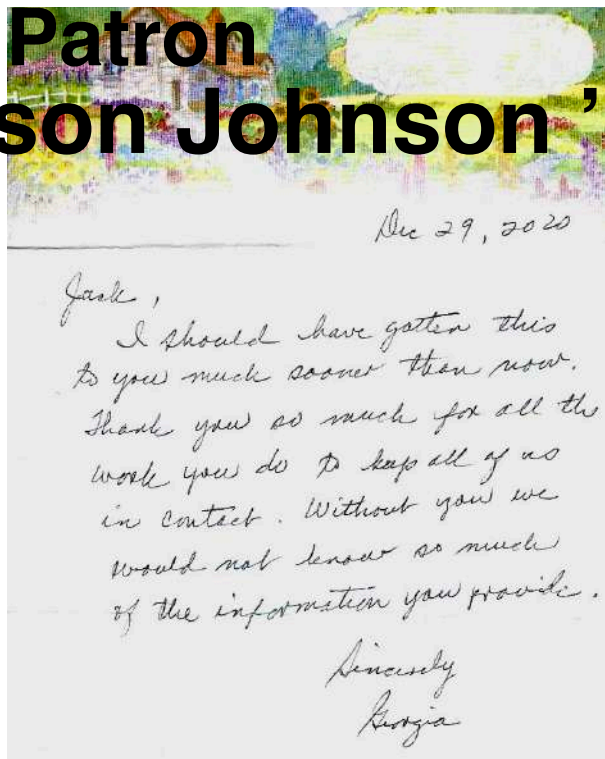 Patron
son Johnson ’
Dec 29, 2020
Jack,
I should have gotten this
to you much sooner than now.
Thank you so much for all the
work you do to keep all of us
in contact. Without you we
would not know so much
of the information you provide.
Sincerely
Georgia